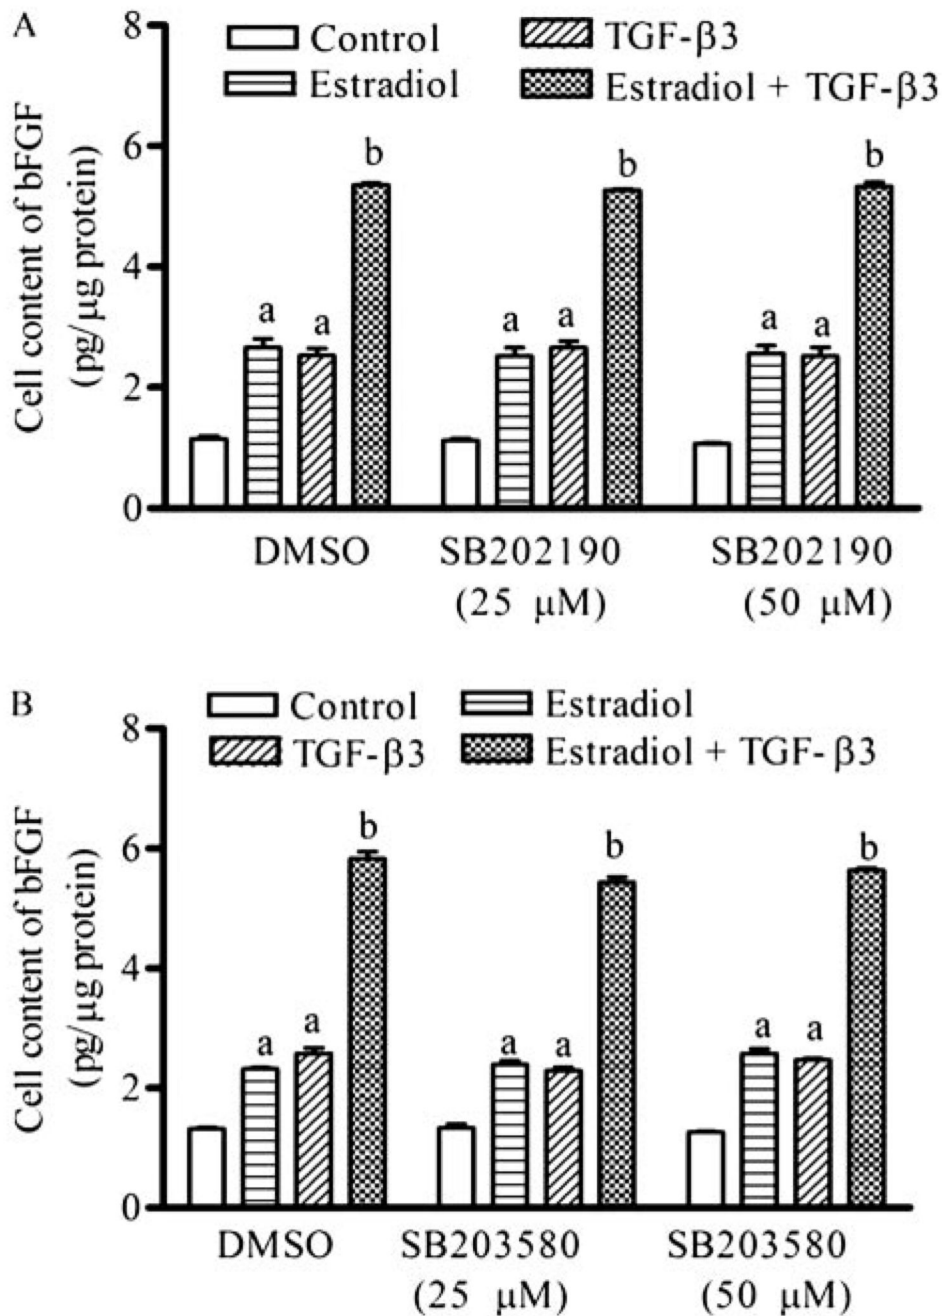 A
8
Control
TGF-β3
Estradiol
Estradiol + TGF-β3
6
4
2
0
Cell content of bFGF
(pg/μg protein)
b
b
b
a
a
a
a
a
a
DMSO
SB202190
SB202190
(25 μM)
(50 μM)
B
8
Control
Estradiol
TGF-β3
Estradiol + TGF-β3
6
4
2
0
Cell content of bFGF
(pg/μg protein)
b
b
b
a
a
a
a
a
a
DMSO
SB203580
SB203580
(25 μM)
(50 μM)